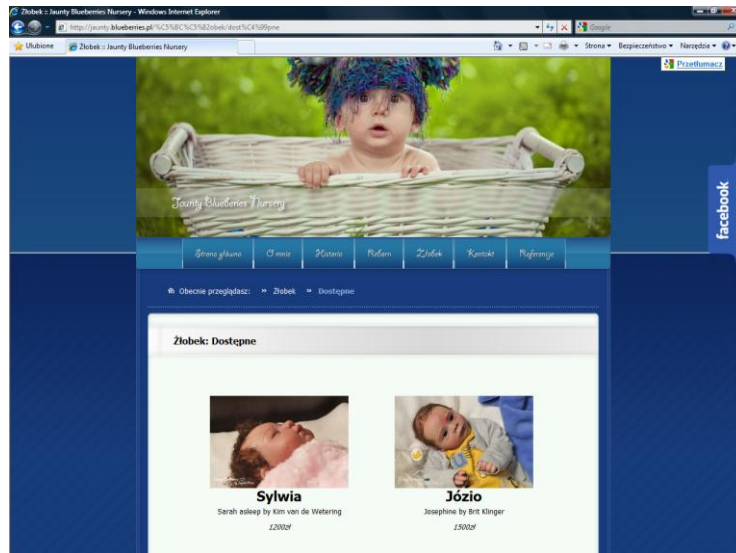 Żłobek :: Jaunty Blueberries Nursery - Windows Internet Explorer
http://jaunty.blueberries.pl/%C5%BC%C5%82obek/dost%C4%99pne
Google
Ulubione
Żłobek :: Jaunty Blueberries Nursery
Strona
Bezpieczeństwo
Narzędzia
Przetłumacz
Jaunty Blueberies Nursery
facebook
Strona główna
O mnie
Historia
Reborn
Żłobek
Kontakt
Referencje
Obecnie przeglądasz: » Żłobek » Dostępne
Żłobek: Dostępne
Sylwia
Sarah asleep by Kim van de Wetering
1200zł
Józio
Josephine by Brit Klinger
1500zł